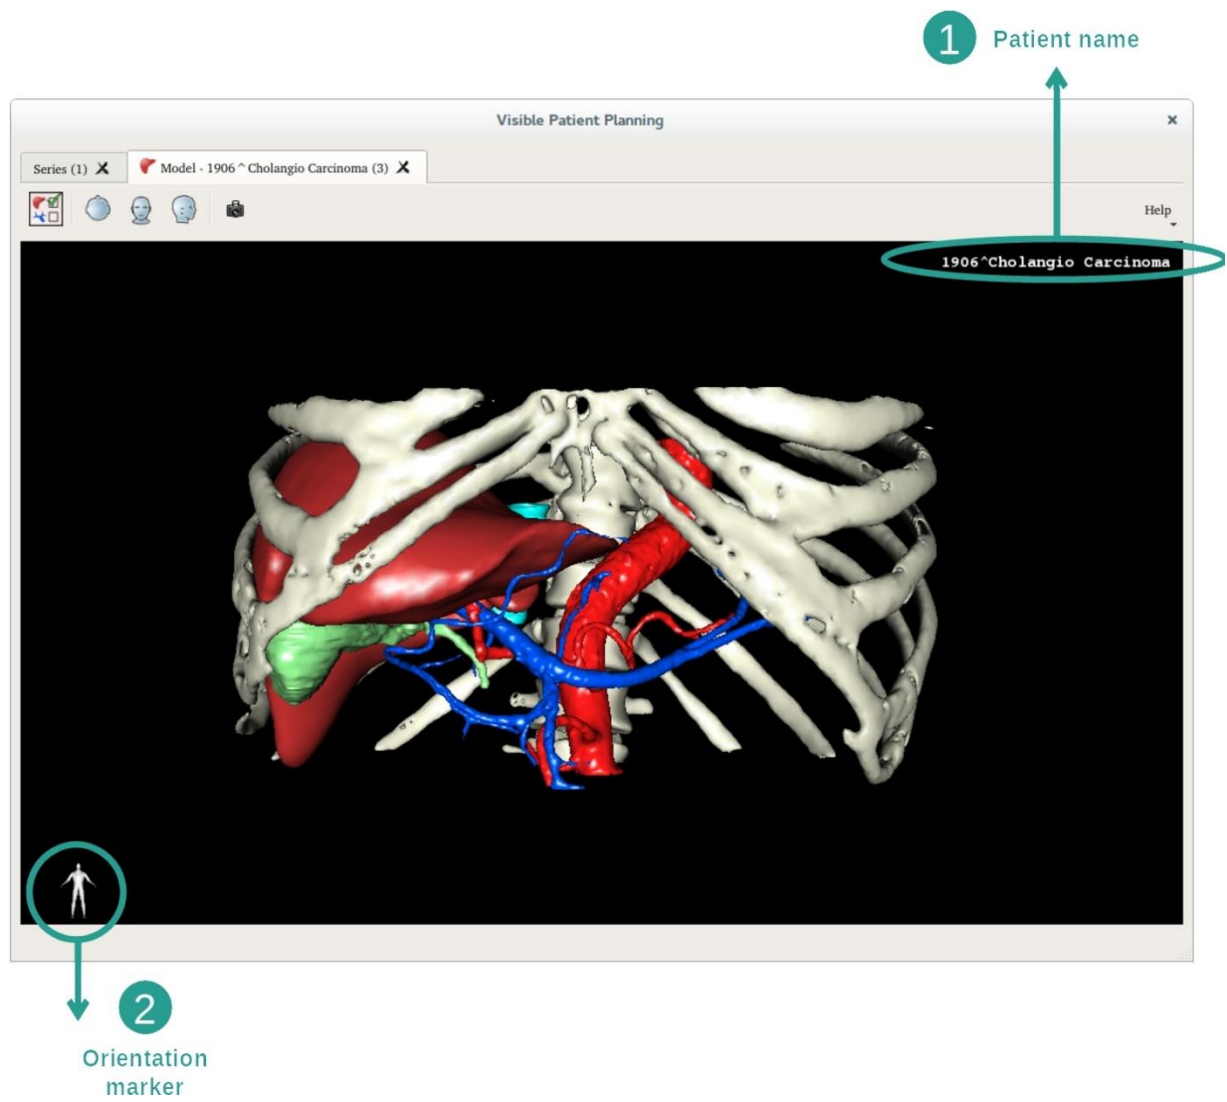 1 Patient name
Visible Patient Planning
Series (1) Model - 1906 ^ Cholangio Carcinoma (3)
Help
1906^Cholangio Carcinoma
2
Orientation
marker